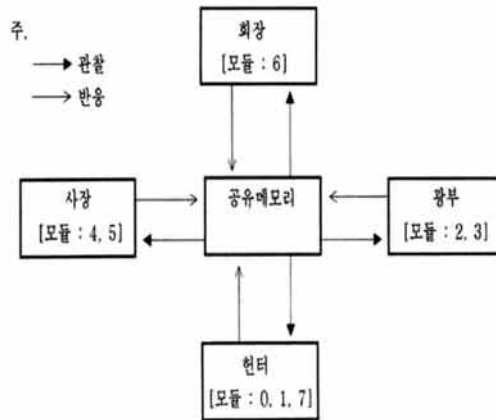 주.
관찰
반응
회장
[모듈 : 6]
사장
[모듈 : 4, 5]
공유메모리
광부
[모듈 : 2, 3]
헌터
[모듈 : 0, 1, 7]